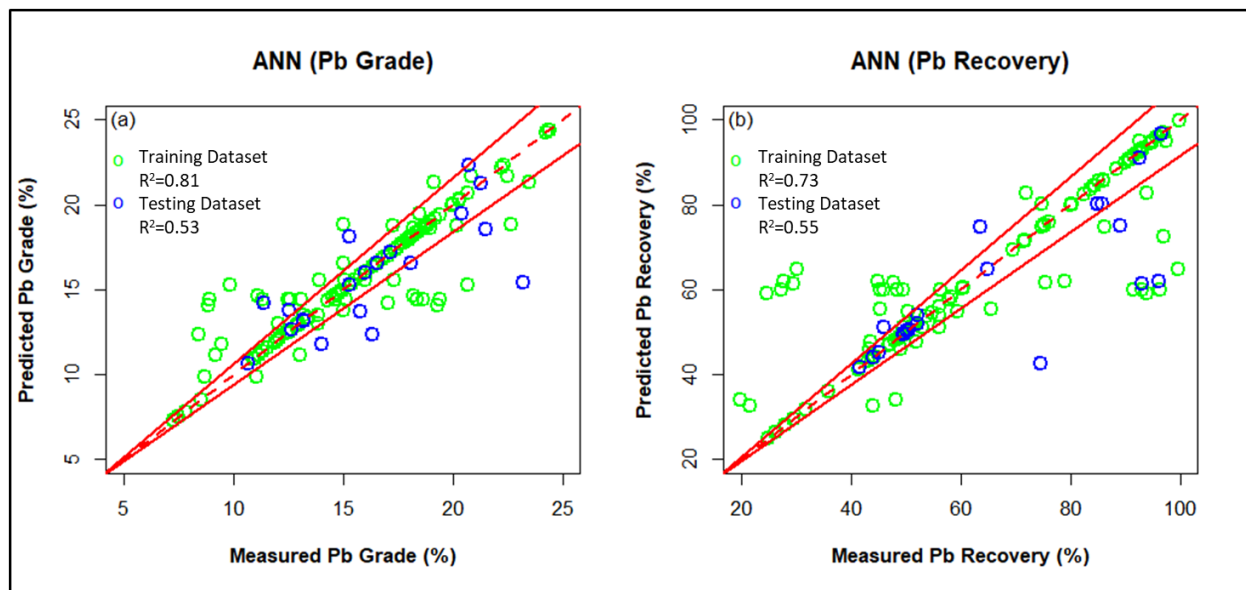 ANN (Pb Grade)
(a)
Training Dataset
R²=0.81
Testing Dataset
R²=0.53
Predicted Pb Grade (%)
25
20
15
10
5
5 10 15 20 25
Measured Pb Grade (%)
ANN (Pb Recovery)
(b)
Training Dataset
R²=0.73
Testing Dataset
R²=0.55
Predicted Pb Recovery (%)
100
80
60
40
20
20 40 60 80 100
Measured Pb Recovery (%)